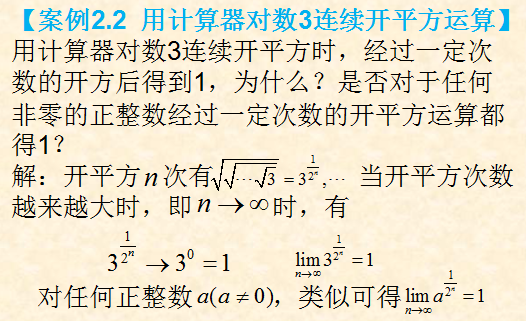 【案例2.2 用计算器对数3连续开平方运算】
用计算器对数3连续开平方时，经过一定次
数的开方后得到1，为什么？是否对于任何
非零的正整数经过一定次数的开平方运算都
得1？
解：开平方 n 次有 $\sqrt{\sqrt{\cdots\sqrt{3}}} = 3^{\frac{1}{2^n}},\cdots$ 当开平方次数
越来越大时，即 $n \to \infty$ 时，有
$3^{\frac{1}{2^n}} \to 3^0 = 1$ $\lim_{n\to\infty} 3^{\frac{1}{2^n}} = 1$
对任何正整数 $a(a \neq 0)$，类似可得 $\lim_{n\to\infty} a^{\frac{1}{2^n}} = 1$